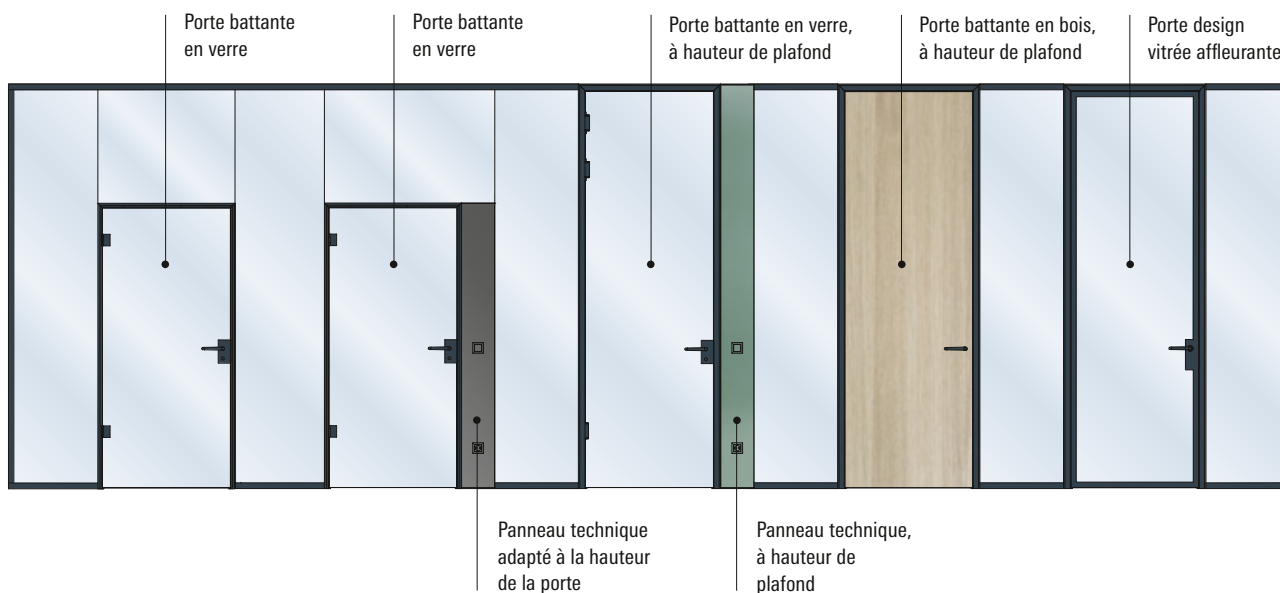 Porte battante
en verre
Porte battante
en verre
Porte battante en verre,
à hauteur de plafond
Porte battante en bois,
à hauteur de plafond
Porte design
vitrée affleurante
Panneau technique
adapté à la hauteur
de la porte
Panneau technique,
à hauteur de
plafond